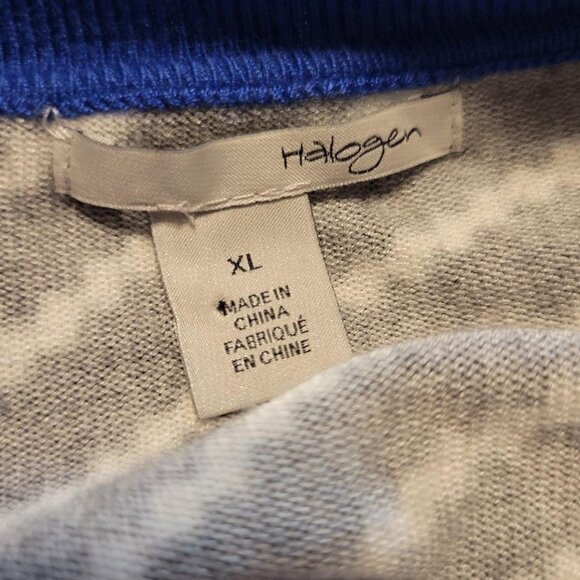 Halogen
XL
MADE IN
CHINA
FABRIQUÉ
EN CHINE